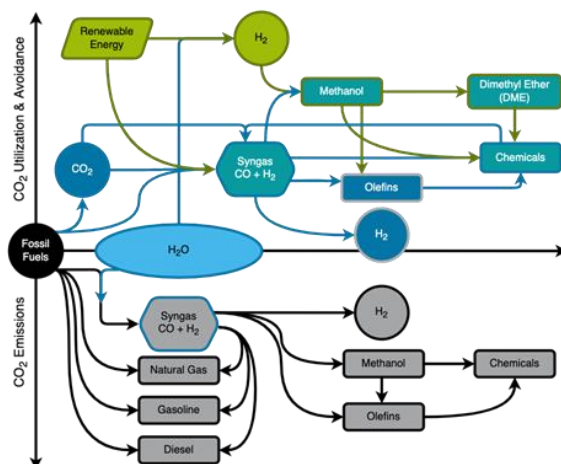 CO₂ Utilization & Avoidance
Renewable
Energy
H₂
Methanol
Dimethyl Ether
(DME)
CO₂
Syngas
CO + H₂
Chemicals
Olefins
H₂
Fossil
Fuels
H₂O
CO₂ Emissions
Syngas
CO + H₂
H₂
Natural Gas
Methanol
Chemicals
Gasoline
Olefins
Diesel